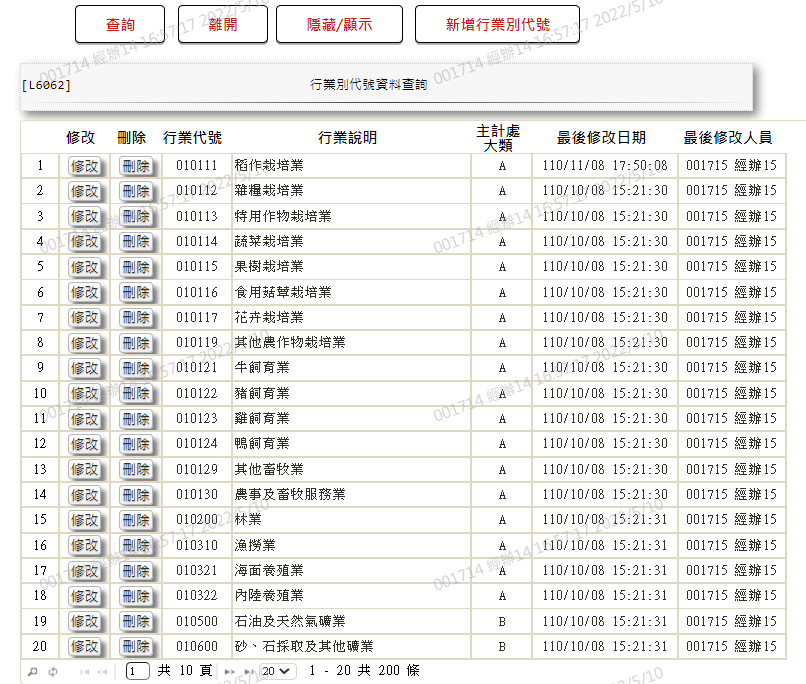 查詢 離開 隱藏/顯示 新增行業別代號
[L6062] 行業別代號資料查詢
修改 刪除 行業代號 行業說明 主計處大類 最後修改日期 最後修改人員
1 修改 刪除 010111 稻作栽培業 A 110/11/08 17:50:08 001715 經辦15
2 修改 刪除 010112 雜糧栽培業 A 110/10/08 15:21:30 001715 經辦15
3 修改 刪除 010113 特用作物栽培業 A 110/10/08 15:21:30 001715 經辦15
4 修改 刪除 010114 蔬菜栽培業 A 110/10/08 15:21:30 001715 經辦15
5 修改 刪除 010115 果樹栽培業 A 110/10/08 15:21:30 001715 經辦15
6 修改 刪除 010116 食用菇蕈栽培業 A 110/10/08 15:21:30 001715 經辦15
7 修改 刪除 010117 花卉栽培業 A 110/10/08 15:21:30 001715 經辦15
8 修改 刪除 010119 其他農作物栽培業 A 110/10/08 15:21:30 001715 經辦15
9 修改 刪除 010121 牛飼育業 A 110/10/08 15:21:30 001715 經辦15
10 修改 刪除 010122 豬飼育業 A 110/10/08 15:21:30 001715 經辦15
11 修改 刪除 010123 雞飼育業 A 110/10/08 15:21:30 001715 經辦15
12 修改 刪除 010124 鴨飼育業 A 110/10/08 15:21:30 001715 經辦15
13 修改 刪除 010129 其他畜牧業 A 110/10/08 15:21:30 001715 經辦15
14 修改 刪除 010130 農事及畜牧服務業 A 110/10/08 15:21:30 001715 經辦15
15 修改 刪除 010200 林業 A 110/10/08 15:21:31 001715 經辦15
16 修改 刪除 010310 漁撈業 A 110/10/08 15:21:31 001715 經辦15
17 修改 刪除 010321 海面養殖業 A 110/10/08 15:21:31 001715 經辦15
18 修改 刪除 010322 內陸養殖業 A 110/10/08 15:21:31 001715 經辦15
19 修改 刪除 010500 石油及天然氣礦業 B 110/10/08 15:21:31 001715 經辦15
20 修改 刪除 010600 砂、石採取及其他礦業 B 110/10/08 15:21:31 001715 經辦15
1 共 10 頁 20 1 - 20 共 200 條
001714 經辦14 16:57:17 2022/5/10